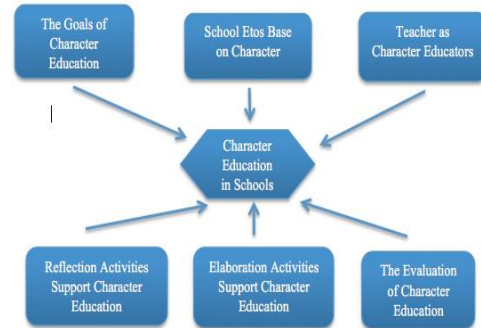 The Goals of
Character
Education
School Etos Base
on Character
Teacher as
Character Educators
Character
Education
in Schools
Reflection Activities
Support Character
Education
Elaboration Activities
Support Character
Education
The Evaluation
of Character
Education